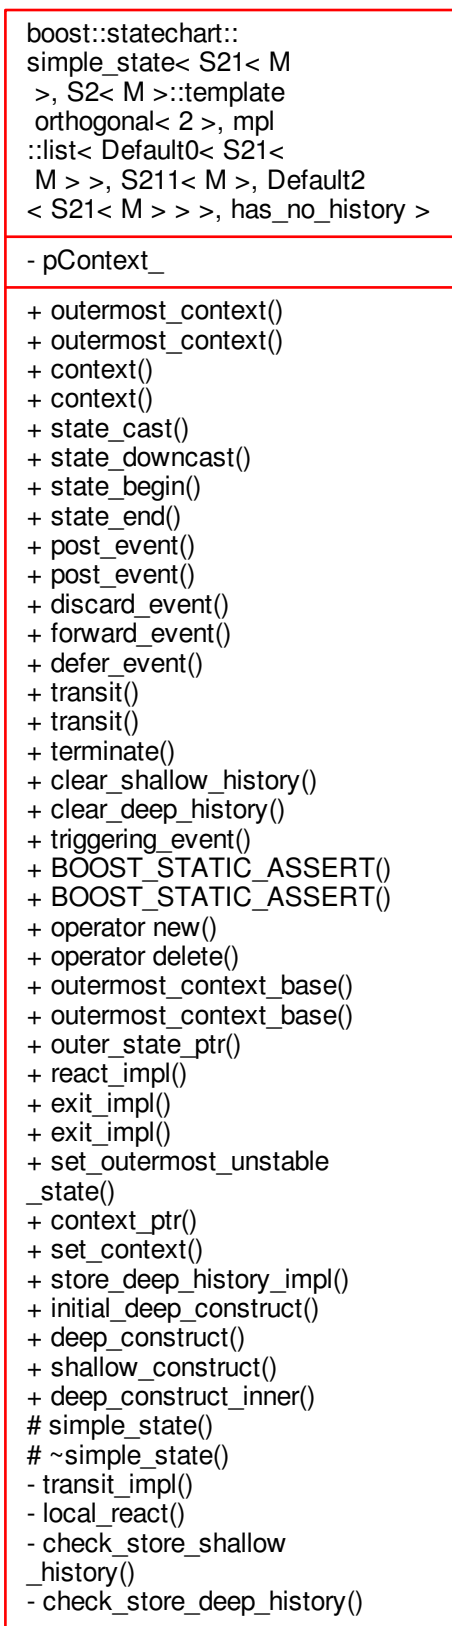 boost::statechart::
simple_state< S21< M
>, S2< M >::template
orthogonal< 2 >, mpl
::list< Default0< S21<
M > >, S211< M >, Default2
< S21< M > > >, has_no_history >
- pContext_
+ outermost_context()
+ outermost_context()
+ context()
+ context()
+ state_cast()
+ state_downcast()
+ state_begin()
+ state_end()
+ post_event()
+ post_event()
+ discard_event()
+ forward_event()
+ defer_event()
+ transit()
+ transit()
+ terminate()
+ clear_shallow_history()
+ clear_deep_history()
+ triggering_event()
+ BOOST_STATIC_ASSERT()
+ BOOST_STATIC_ASSERT()
+ operator new()
+ operator delete()
+ outermost_context_base()
+ outermost_context_base()
+ outer_state_ptr()
+ react_impl()
+ exit_impl()
+ exit_impl()
+ set_outermost_unstable
_state()
+ context_ptr()
+ set_context()
+ store_deep_history_impl()
+ initial_deep_construct()
+ deep_construct()
+ shallow_construct()
+ deep_construct_inner()
# simple_state()
# ~simple_state()
- transit_impl()
- local_react()
- check_store_shallow
_history()
- check_store_deep_history()